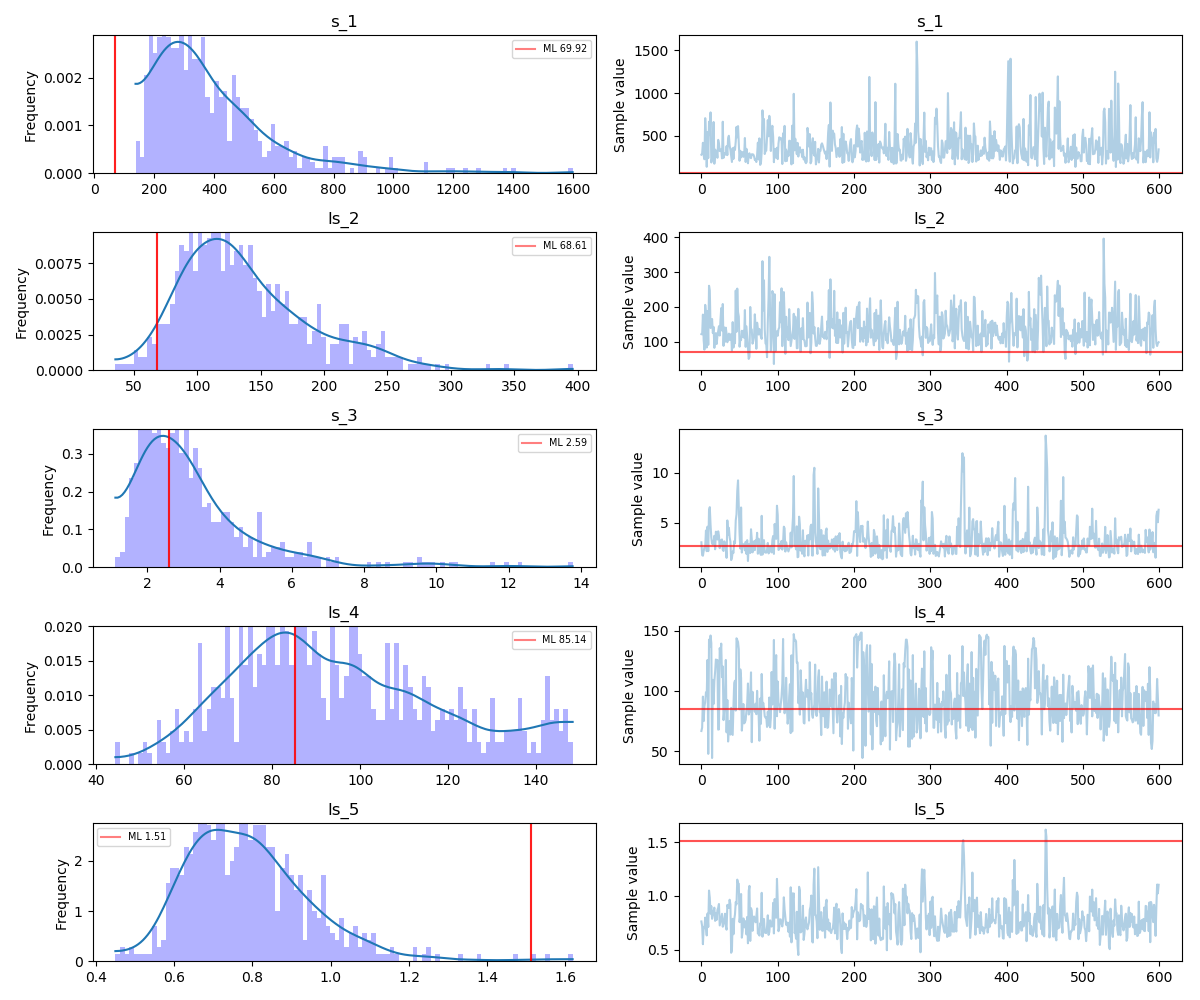 s_1
ML 69.92
Frequency
0.002
0.001
0.000
0 200 400 600 800 1000 1200 1400 1600
s_1
Sample value
1500
1000
500
0 100 200 300 400 500 600
ls_2
ML 68.61
Frequency
0.0075
0.0050
0.0025
0.0000
50 100 150 200 250 300 350 400
ls_2
Sample value
400
300
200
100
0 100 200 300 400 500 600
s_3
ML 2.59
Frequency
0.3
0.2
0.1
0.0
2 4 6 8 10 12 14
s_3
Sample value
10
5
0 100 200 300 400 500 600
ls_4
ML 85.14
Frequency
0.020
0.015
0.010
0.005
0.000
40 60 80 100 120 140
ls_4
Sample value
150
100
50
0 100 200 300 400 500 600
ls_5
ML 1.51
Frequency
2
1
0
0.4 0.6 0.8 1.0 1.2 1.4 1.6
ls_5
Sample value
1.5
1.0
0.5
0 100 200 300 400 500 600